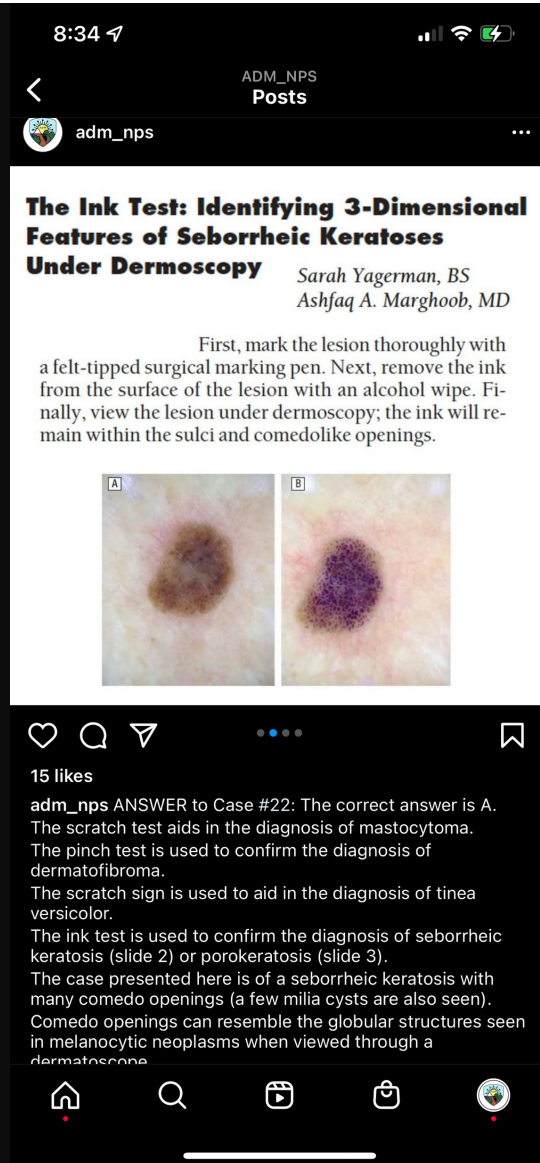 8:34
ADM_NPS
Posts
adm_nps
The Ink Test: Identifying 3-Dimensional
Features of Seborrheic Keratoses
Under Dermoscopy
Sarah Yagerman, BS
Ashfaq A. Marghoob, MD
First, mark the lesion thoroughly with
a felt-tipped surgical marking pen. Next, remove the ink
from the surface of the lesion with an alcohol wipe. Fi-
nally, view the lesion under dermoscopy; the ink will re-
main within the sulci and comedolike openings.
A
B
15 likes
adm_nps ANSWER to Case #22: The correct answer is A.
The scratch test aids in the diagnosis of mastocytoma.
The pinch test is used to confirm the diagnosis of
dermatofibroma.
The scratch sign is used to aid in the diagnosis of tinea
versicolor.
The ink test is used to confirm the diagnosis of seborrheic
keratosis (slide 2) or porokeratosis (slide 3).
The case presented here is of a seborrheic keratosis with
many comedo openings (a few milia cysts are also seen).
Comedo openings can resemble the globular structures seen
in melanocytic neoplasms when viewed through a
dermatoscope